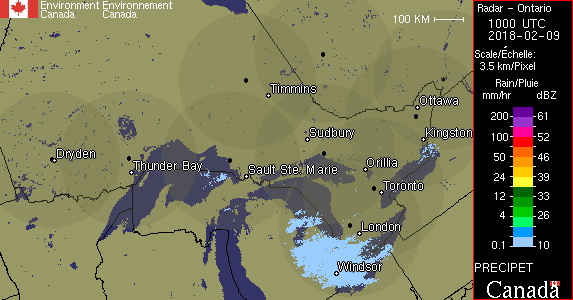 Environment Environnement
Canada Canada
100 KM
Timmins
Ottawa
Sudbury
Kingston
Dryden
Thunder Bay
Sault Ste. Marie
Orillia
Toronto
London
Windsor
Radar - Ontario
1000 UTC
2018-02-09
Scale/Échelle:
3.5 km/Pixel
Rain/Pluie
mm/hr dBZ
200 61
100 52
50 46
24 39
12 33
4 26
0.1 10
PRECIPET
Canada